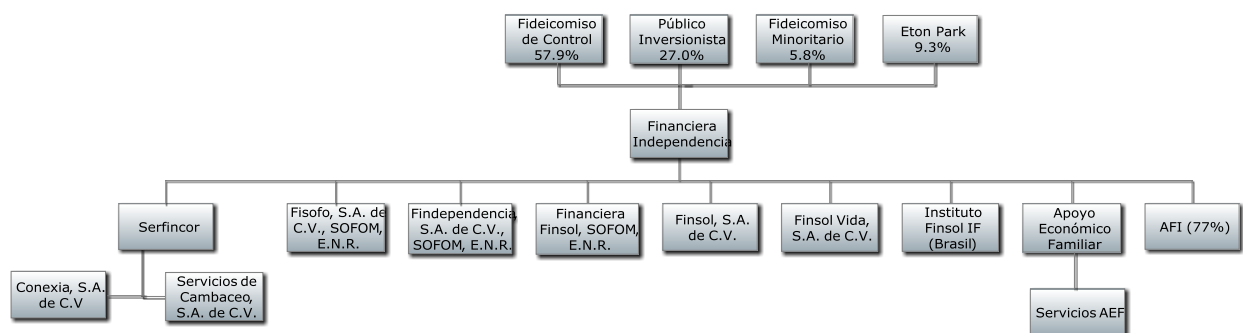 Fideicomiso
de Control
57.9%
Público
Inversionista
27.0%
Fideicomiso
Minoritario
5.8%
Eton Park
9.3%
Financiera
Independencia
Serfincor
Fisofo, S.A. de
C.V., SOFOM,
E.N.R.
Findependencia,
S.A. de C.V.,
SOFOM, E.N.R.
Financiera
Finsol, SOFOM,
E.N.R.
Finsol, S.A.
de C.V.
Finsol Vida,
S.A. de C.V.
Instituto
Finsol IF
(Brasil)
Apoyo
Económico
Familiar
AFI (77%)
Conexia, S.A.
de C.V
Servicios de
Cambaceo,
S.A. de C.V.
Servicios AEF